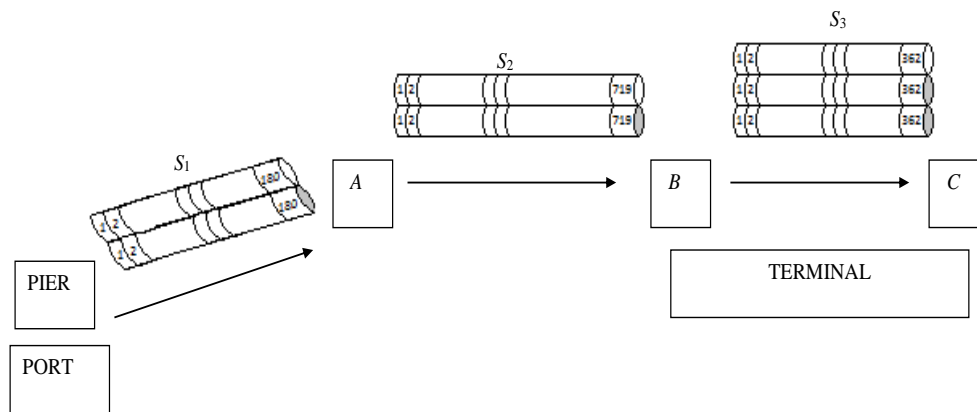 S3
1 2 362
1 2 362
1 2 362
S2
1 2 719
1 2 719
S1
1 2 180
1 2 180
A
B
C
PIER
TERMINAL
PORT